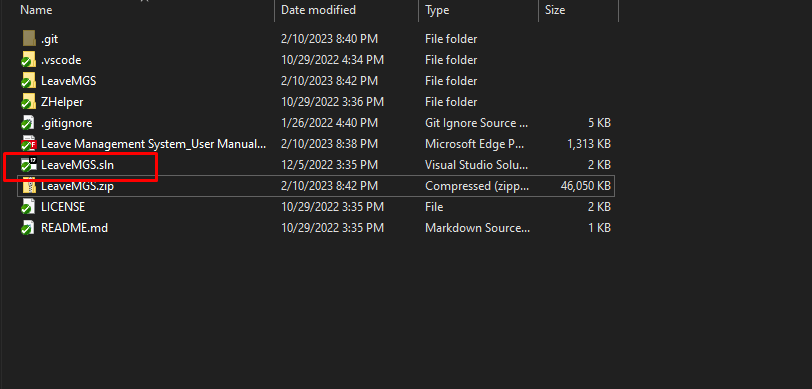 Name Date modified Type Size
.git 2/10/2023 8:40 PM File folder
.vscode 10/29/2022 4:34 PM File folder
LeaveMGS 2/10/2023 8:42 PM File folder
ZHelper 10/29/2022 3:36 PM File folder
.gitignore 1/26/2022 4:40 PM Git Ignore Source ... 5 KB
Leave Management System_User Manual... 2/10/2023 8:38 PM Microsoft Edge P... 1,313 KB
LeaveMGS.sln 12/5/2022 3:35 PM Visual Studio Solu... 2 KB
LeaveMGS.zip 2/10/2023 8:42 PM Compressed (zipp... 46,050 KB
LICENSE 10/29/2022 3:35 PM File 2 KB
README.md 10/29/2022 3:35 PM Markdown Source... 1 KB